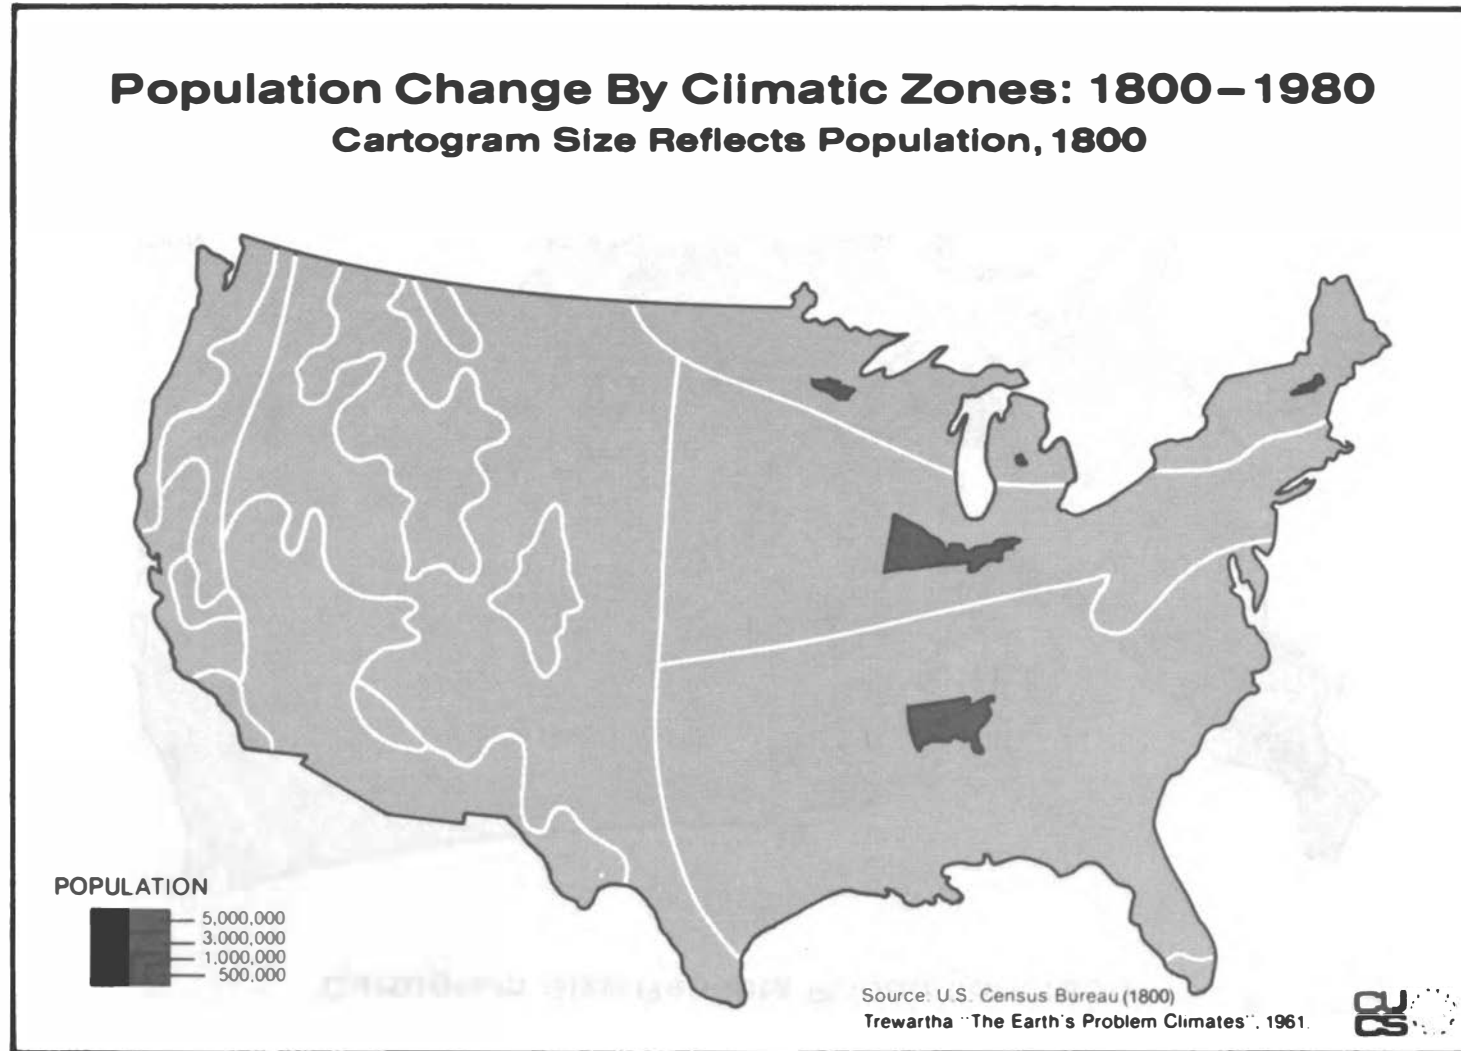 Population Change By Climatic Zones: 1800–1980
Cartogram Size Reflects Population, 1800
POPULATION
5,000,000
3.000,000
1,000,000
500,000
Source: U.S. Census Bureau (1800)
Trewartha "The Earth's Problem Climates", 1961.
CU
CS